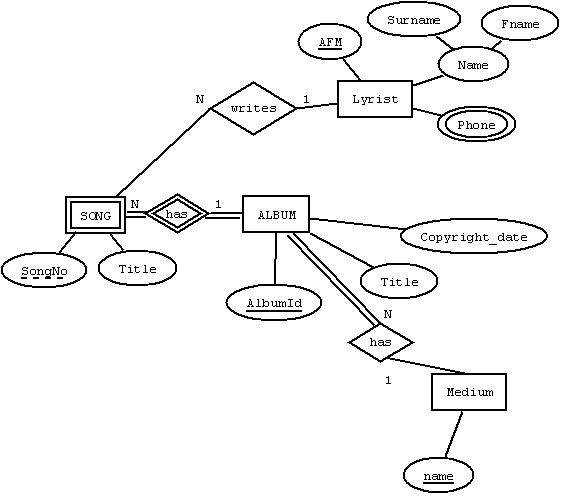 Surname
Fname
AFM
Name
N
writes
1
Lyrist
Phone
SONG
N
has
1
ALBUM
Copyright_date
SongNo
Title
Title
AlbumId
N
has
1
Medium
name